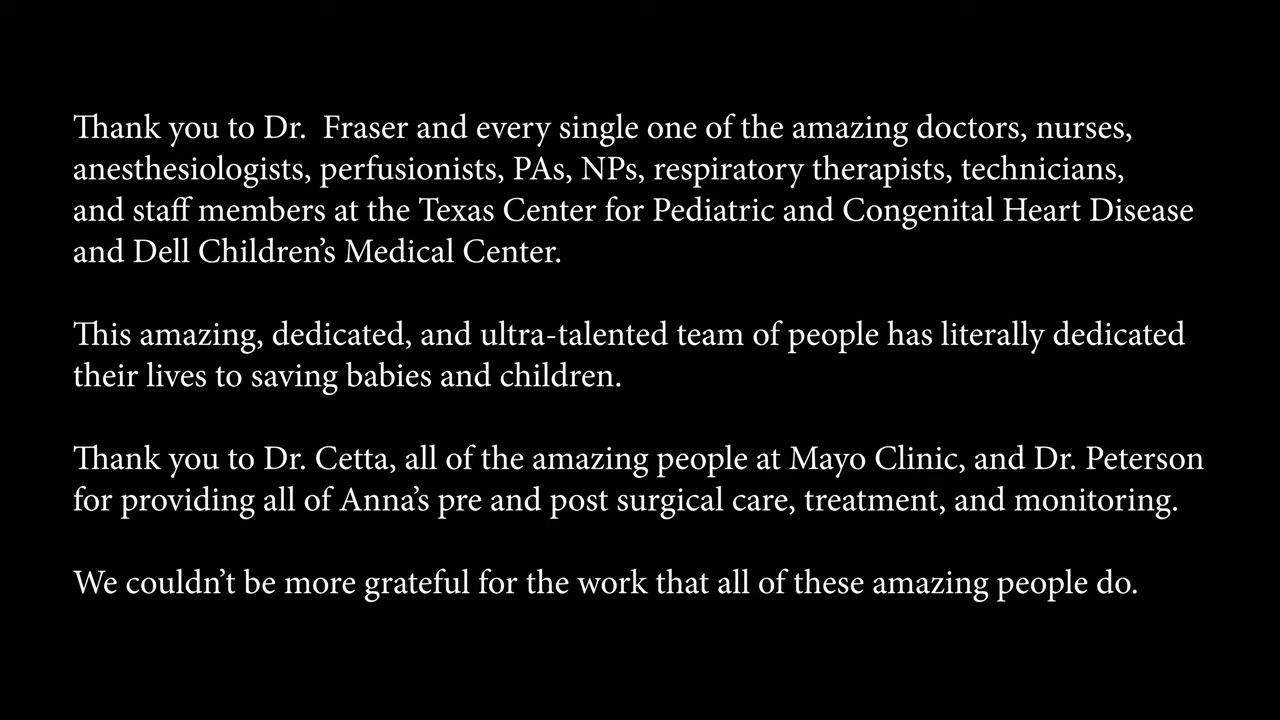 Thank you to Dr.  Fraser and every single one of the amazing doctors, nurses,
anesthesiologists, perfusionists, PAs, NPs, respiratory therapists, technicians,
and staff members at the Texas Center for Pediatric and Congenital Heart Disease
and Dell Children’s Medical Center.
This amazing, dedicated, and ultra-talented team of people has literally dedicated
their lives to saving babies and children.
Thank you to Dr. Cetta, all of the amazing people at Mayo Clinic, and Dr. Peterson
for providing all of Anna’s pre and post surgical care, treatment, and monitoring.
We couldn’t be more grateful for the work that all of these amazing people do.